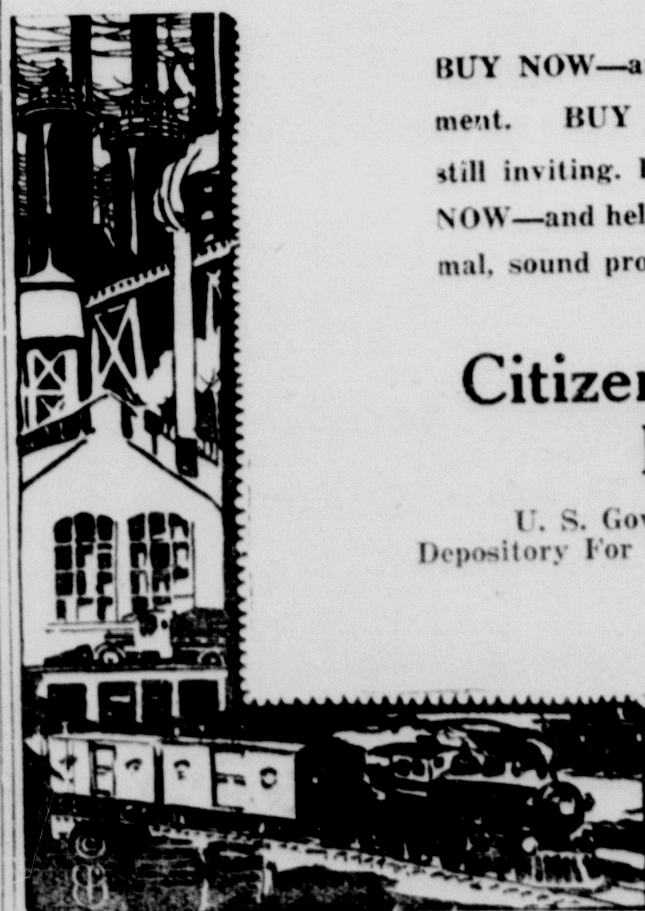 BUY NOW—a
ment. BUY
still inviting.
NOW—and hel
mal, sound pro
Citizen
U. S. Gov
Depository For